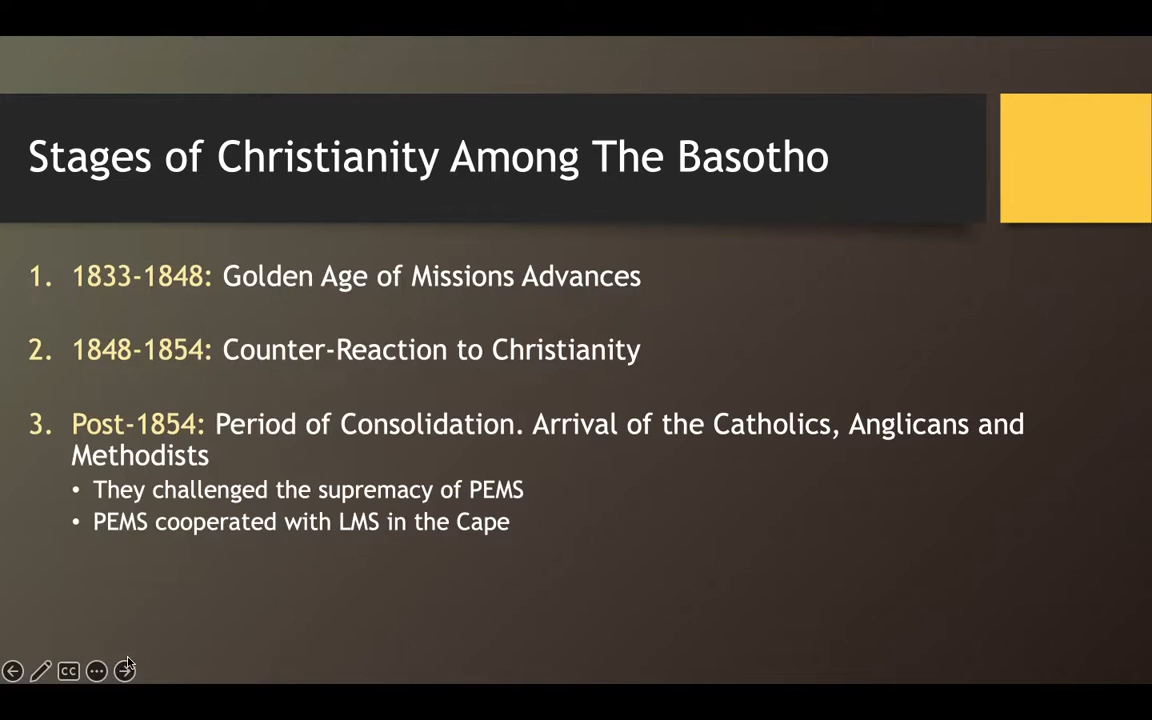 Stages of Christianity Among The Basotho
1. 1833-1848: Golden Age of Missions Advances
2. 1848-1854: Counter-Reaction to Christianity
3. Post-1854: Period of Consolidation. Arrival of the Catholics, Anglicans and
Methodists
• They challenged the supremacy of PEMS
• PEMS cooperated with LMS in the Cape
CC